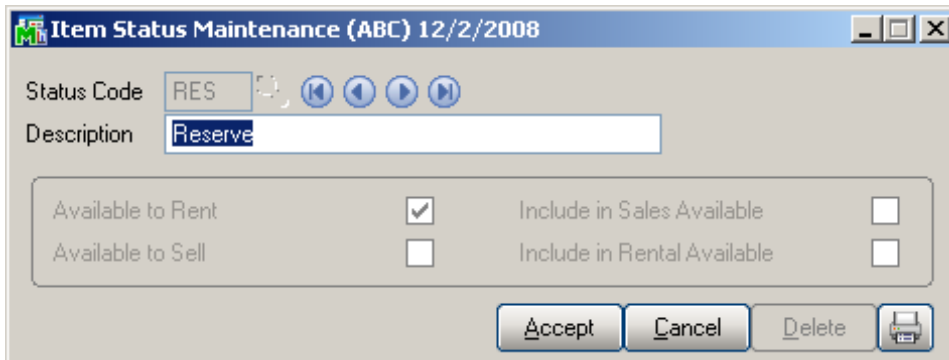 Item Status Maintenance (ABC) 12/2/2008
Status Code RES
Description Reserve
Available to Rent Include in Sales Available
Available to Sell Include in Rental Available
Accept Cancel Delete